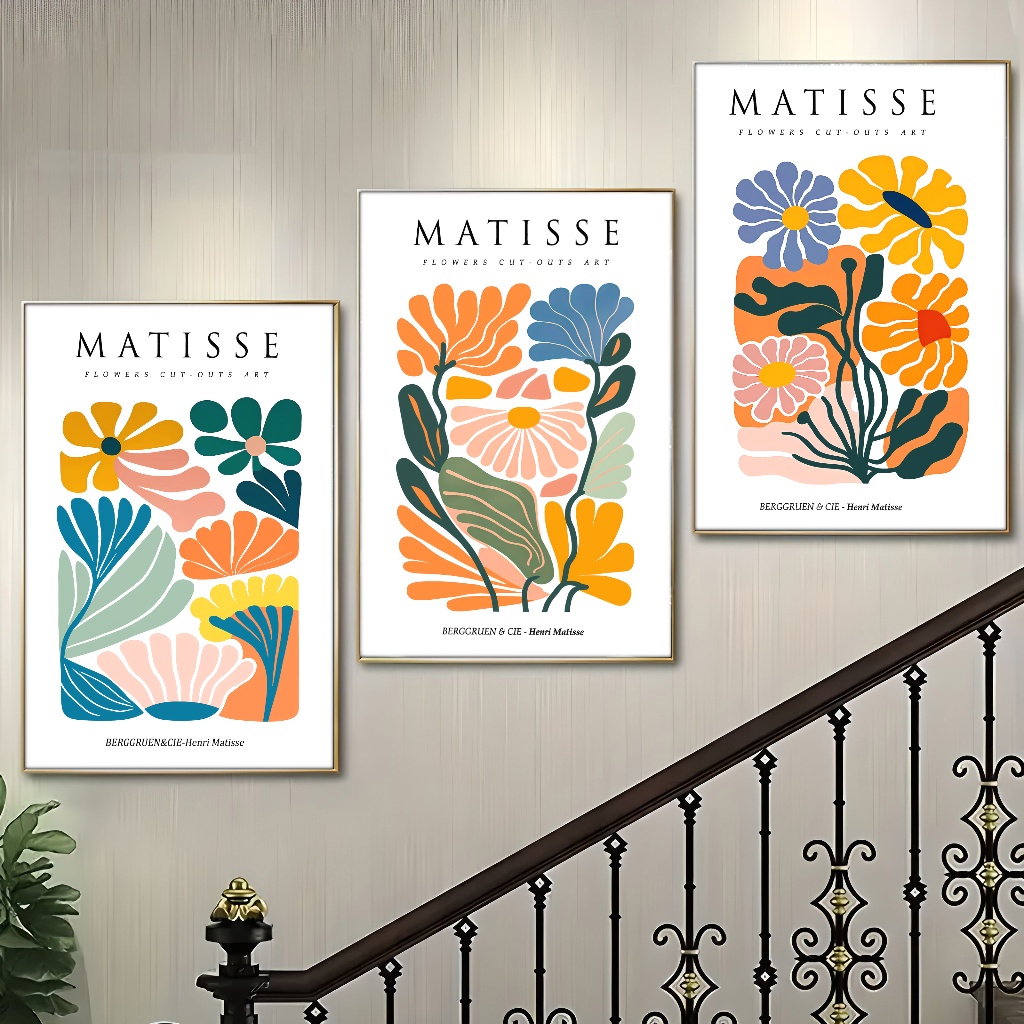 MATISSE
FLOWERS CUT-OUTS ART
BERGGRUEN&CIE-Henri Matisse
MATISSE
FLOWERS CUT-OUTS ART
BERGGRUEN & CIE - Henri Matisse
MATISSE
FLOWERS CUT-OUTS ART
BERGGRUEN & CIE - Henri Matisse